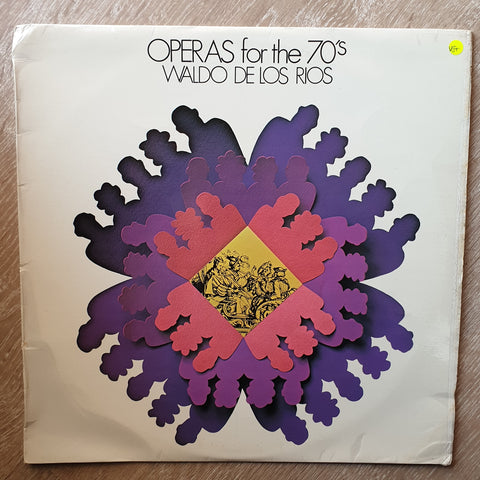 OPERAS for the 70's
WALDO DE LOS RIOS